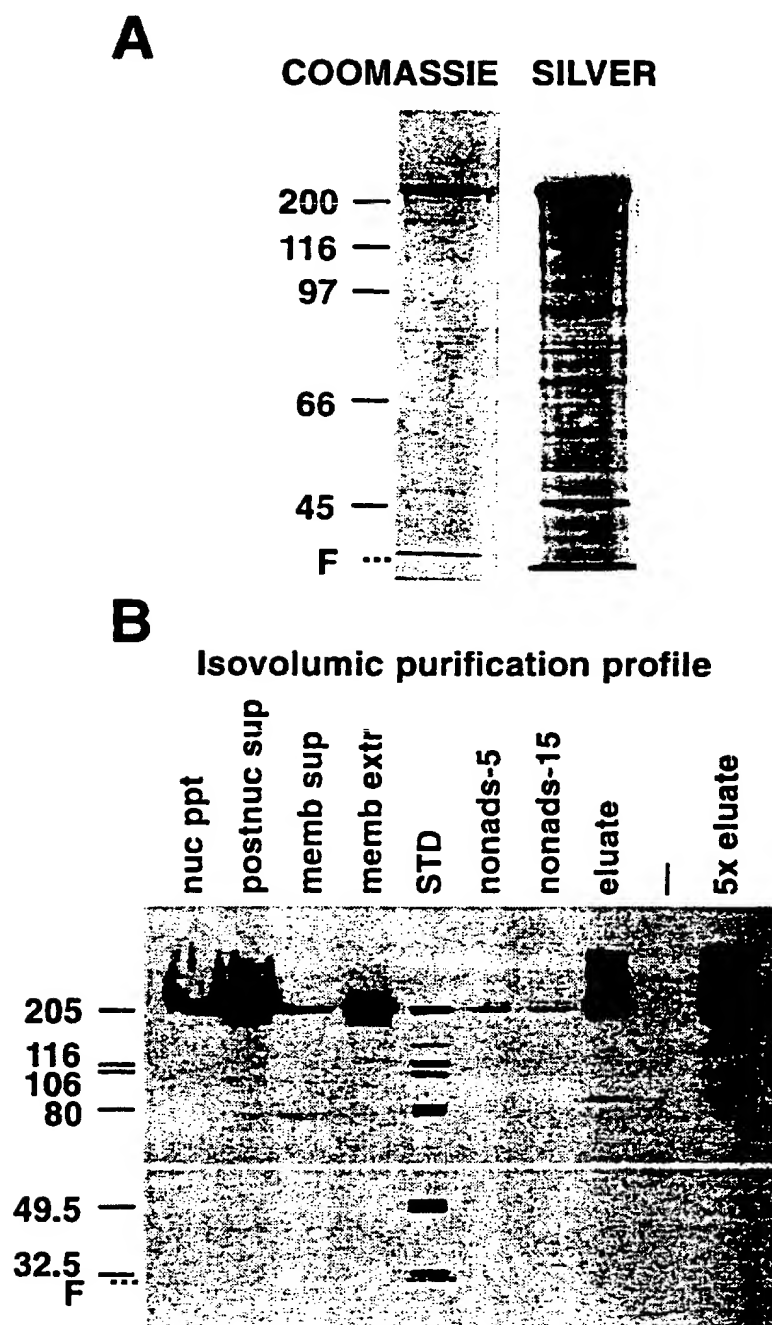 A
COOMASSIE SILVER
200
116
97
66
45
F
B
Isovolumic purification profile
nuc ppt
postnuc sup
memb sup
memb extr
STD
nonads-5
nonads-15
eluate
–
5x eluate
205
116
106
80
49.5
32.5
F